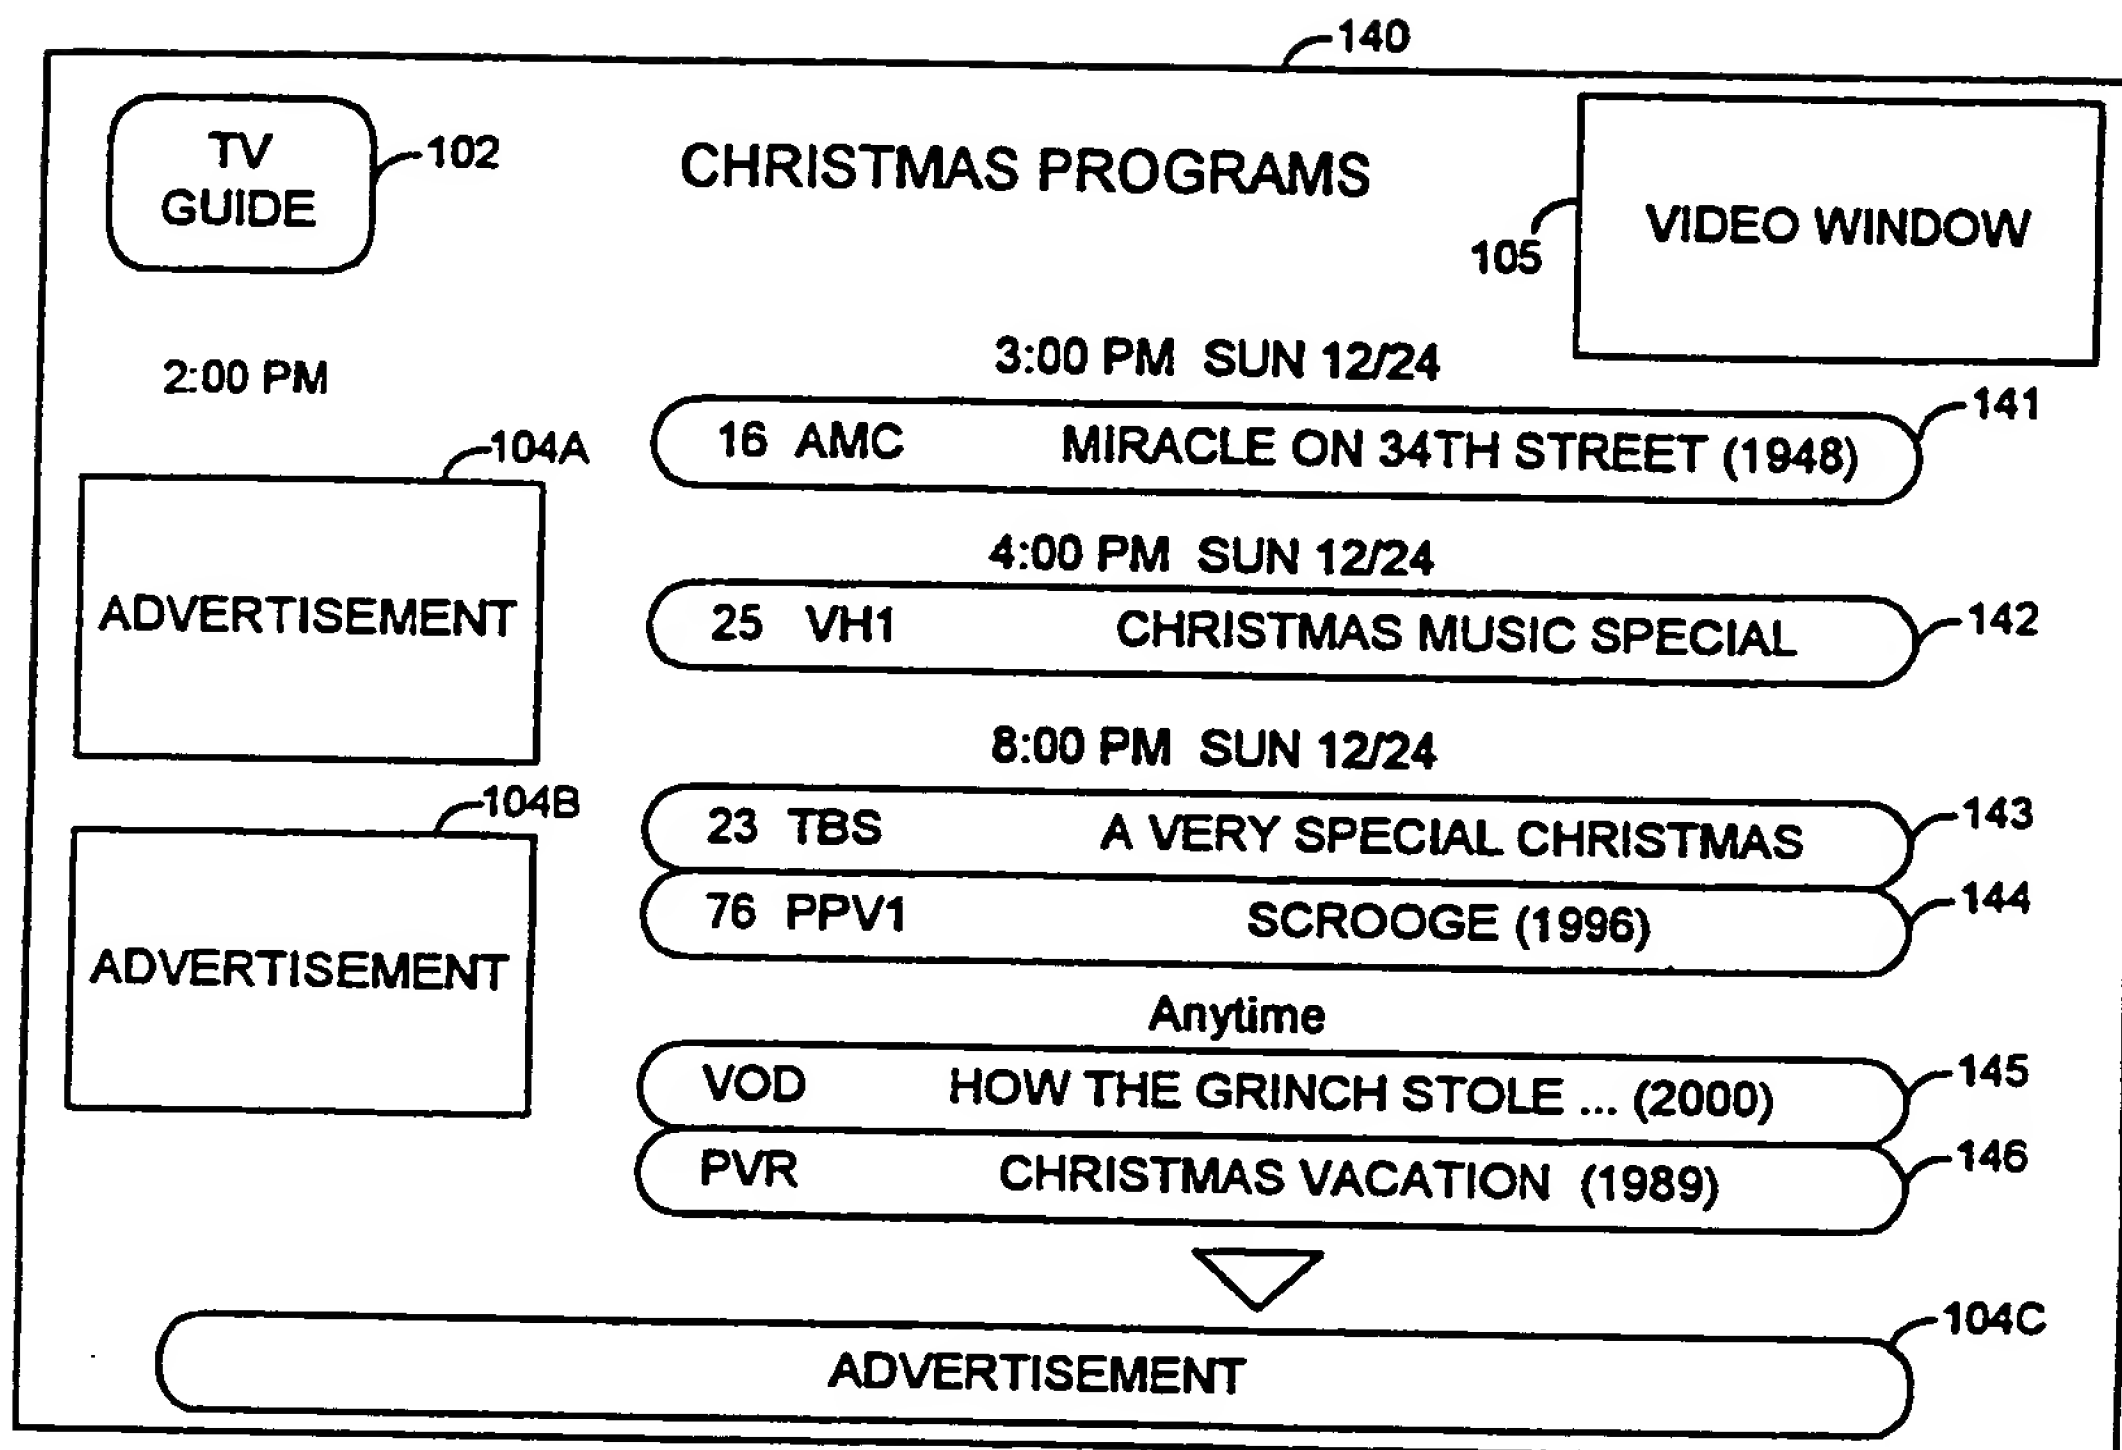 140
TV
GUIDE
102
CHRISTMAS PROGRAMS
105
VIDEO WINDOW
2:00 PM
3:00 PM SUN 12/24
16 AMC MIRACLE ON 34TH STREET (1948)
141
104A
ADVERTISEMENT
4:00 PM SUN 12/24
25 VH1 CHRISTMAS MUSIC SPECIAL
142
8:00 PM SUN 12/24
104B
ADVERTISEMENT
23 TBS A VERY SPECIAL CHRISTMAS
143
76 PPV1 SCROOGE (1996)
144
Anytime
VOD HOW THE GRINCH STOLE ... (2000)
145
PVR CHRISTMAS VACATION (1989)
146
104C
ADVERTISEMENT